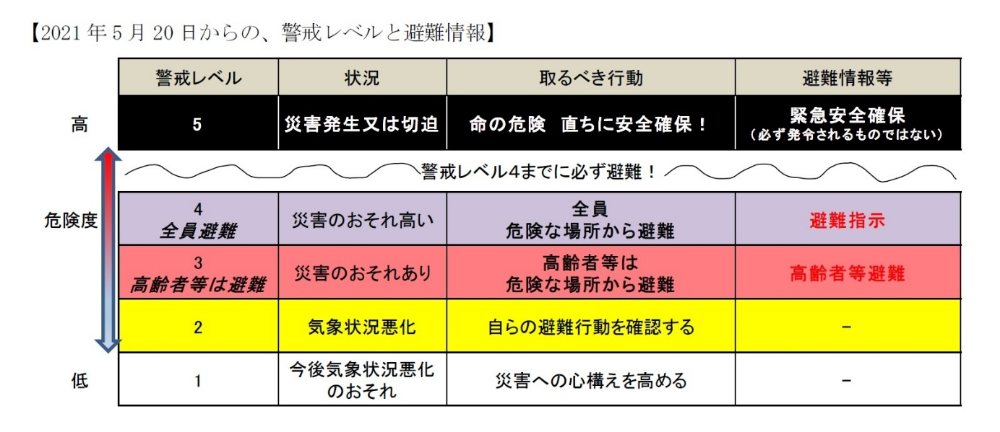 【2021年5月20日からの、警戒レベルと避難情報】
警戒レベル 状況 取るべき行動 避難情報等
高
5 災害発生又は切迫 命の危険 直ちに安全確保！ 緊急安全確保
（必ず発令されるものではない）
警戒レベル４までに必ず避難！
危険度
4
全員避難
災害のおそれ高い
全員
危険な場所から避難
避難指示
3
高齢者等は避難
災害のおそれあり
高齢者等は
危険な場所から避難
高齢者等避難
2 気象状況悪化 自らの避難行動を確認する －
低
1
今後気象状況悪化
のおそれ
災害への心構えを高める
－